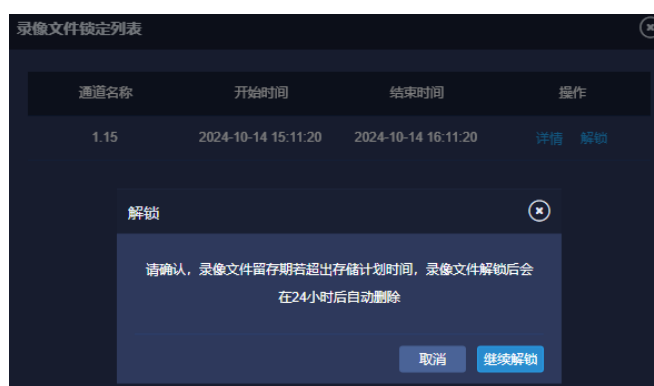 录像文件锁定列表
通道名称 开始时间 结束时间 操作
1.15 2024-10-14 15:11:20 2024-10-14 16:11:20 详情 解锁
解锁
请确认，录像文件留存期若超出存储计划时间，录像文件解锁后会
在24小时后自动删除
取消 继续解锁